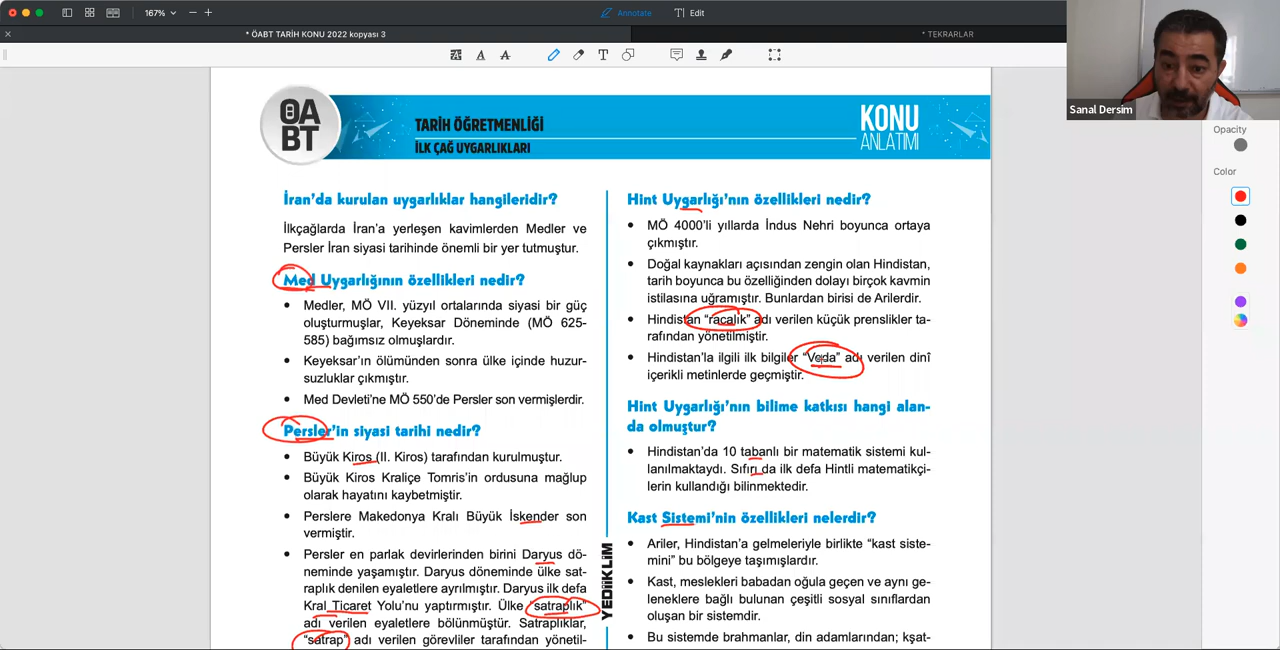 167%
Annotate
Edit
* ÖABT TARİH KONU 2022 kopyası 3
* TEKRARLAR
Sanal Dersim
Opacity
Color
ÖA
BT
TARİH ÖĞRETMENLİĞİ
İLK ÇAĞ UYGARLIKLARI
KONU
ANLATIMI
İran’da kurulan uygarlıklar hangileridir?
İlkçağlarda İran’a yerleşen kavimlerden Medler ve
Persler İran siyasi tarihinde önemli bir yer tutmuştur.
Med Uygarlığının özellikleri nedir?
• Medler, MÖ VII. yüzyıl ortalarında siyasi bir güç
oluşturmuşlar, Keyeksar Döneminde (MÖ 625-
585) bağımsız olmuşlardır.
• Keyeksar’ın ölümünden sonra ülke içinde huzur-
suzluklar çıkmıştır.
• Med Devleti’ne MÖ 550’de Persler son vermişlerdir.
Persler’in siyasi tarihi nedir?
• Büyük Kiros (II. Kiros) tarafından kurulmuştur.
• Büyük Kiros Kraliçe Tomris’in ordusuna mağlup
olarak hayatını kaybetmiştir.
• Perslere Makedonya Kralı Büyük İskender son
vermiştir.
• Persler en parlak devirlerinden birini Daryus dö-
neminde yaşamıştır. Daryus döneminde ülke sat-
raplık denilen eyaletlere ayrılmıştır. Daryus ilk defa
Kral Ticaret Yolu’nu yaptırmıştır. Ülke “satraplık”
adı verilen eyaletlere bölünmüştür. Satraplıklar,
“satrap” adı verilen görevliler tarafından yönetil-
YEDİİKLİM
Hint Uygarlığı’nın özellikleri nedir?
• MÖ 4000’li yıllarda İndus Nehri boyunca ortaya
çıkmıştır.
• Doğal kaynakları açısından zengin olan Hindistan,
tarih boyunca bu özelliğinden dolayı birçok kavmin
istilasına uğramıştır. Bunlardan birisi de Arilerdir.
• Hindistan “racalık” adı verilen küçük prenslikler ta-
rafından yönetilmiştir.
• Hindistan’la ilgili ilk bilgiler “Veda” adı verilen dinî
içerikli metinlerde geçmiştir.
Hint Uygarlığı’nın bilime katkısı hangi alan-
da olmuştur?
• Hindistan’da 10 tabanlı bir matematik sistemi kul-
lanılmaktaydı. Sıfırı da ilk defa Hintli matematikçi-
lerin kullandığı bilinmektedir.
Kast Sistemi’nin özellikleri nelerdir?
• Ariler, Hindistan’a gelmeleriyle birlikte “kast siste-
mini” bu bölgeye taşımışlardır.
• Kast, meslekleri babadan oğula geçen ve aynı ge-
leneklere bağlı bulunan çeşitli sosyal sınıflardan
oluşan bir sistemdir.
• Bu sistemde brahmanlar, din adamlarından; kşat-